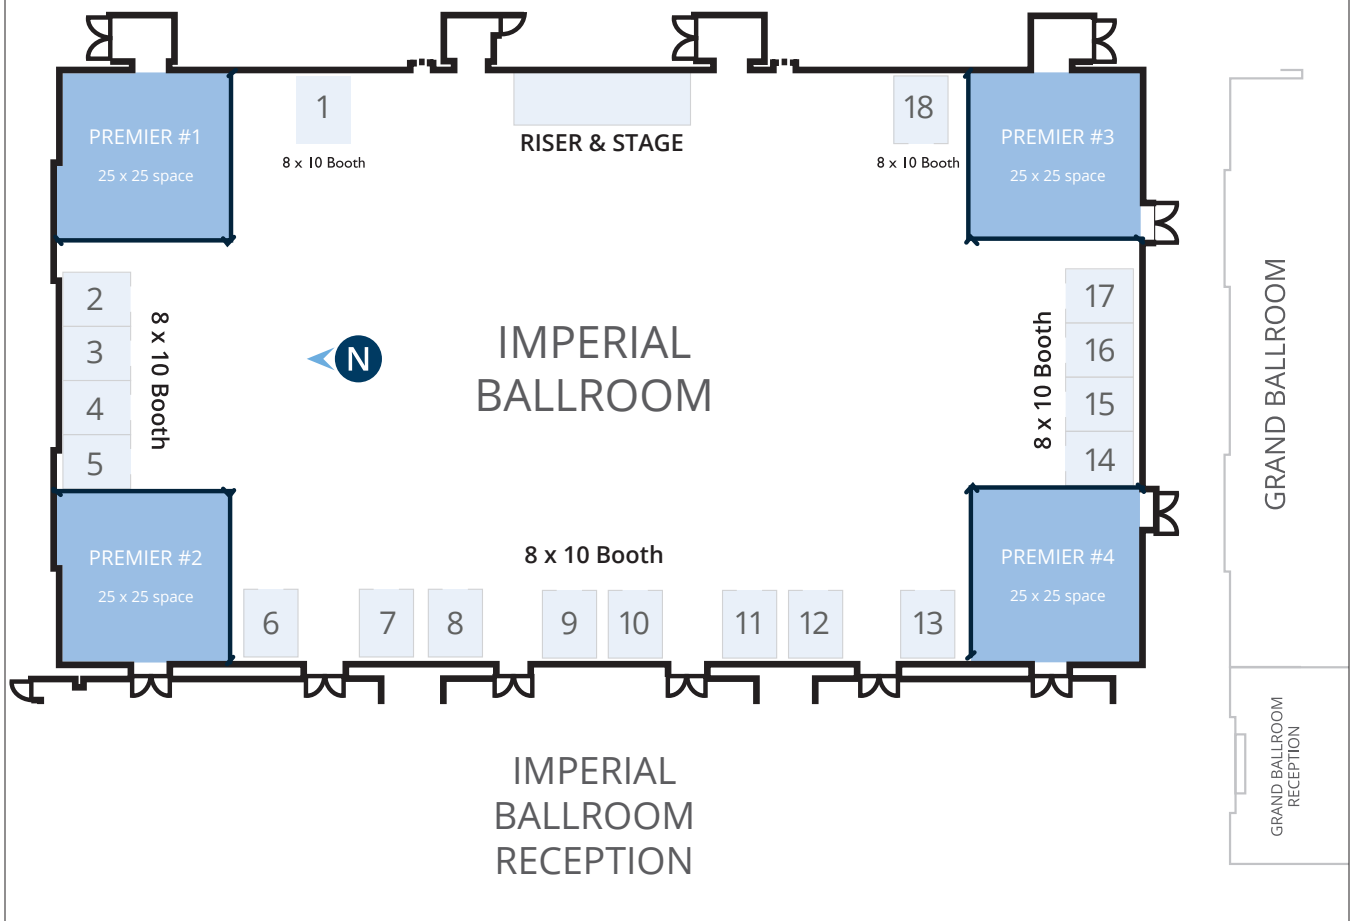 PREMIER #1
25 x 25 space
1
8 x 10 Booth
RISER & STAGE
18
8 x 10 Booth
PREMIER #3
25 x 25 space
2
3
4
5
8 x 10 Booth
N
IMPERIAL
BALLROOM
8 x 10 Booth
17
16
15
14
GRAND BALLROOM
PREMIER #2
25 x 25 space
8 x 10 Booth
6
7
8
9
10
11
12
13
PREMIER #4
25 x 25 space
IMPERIAL
BALLROOM
RECEPTION
GRAND BALLROOM
RECEPTION